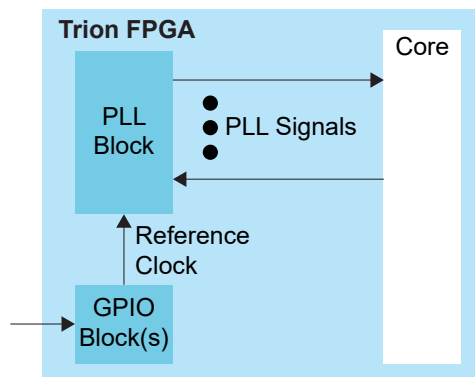 Trion FPGA
Core
PLL
Block
PLL Signals
Reference
Clock
GPIO
Block(s)